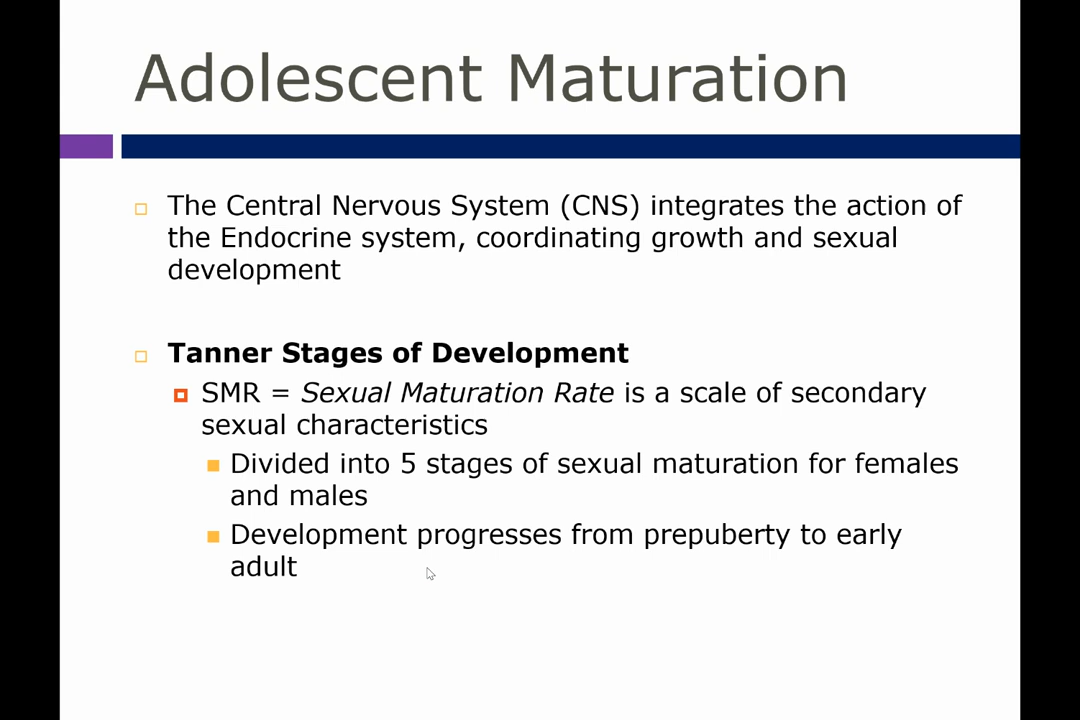 Adolescent Maturation
The Central Nervous System (CNS) integrates the action of
the Endocrine system, coordinating growth and sexual
development
Tanner Stages of Development
SMR = Sexual Maturation Rate is a scale of secondary
sexual characteristics
Divided into 5 stages of sexual maturation for females
and males
Development progresses from prepuberty to early
adult